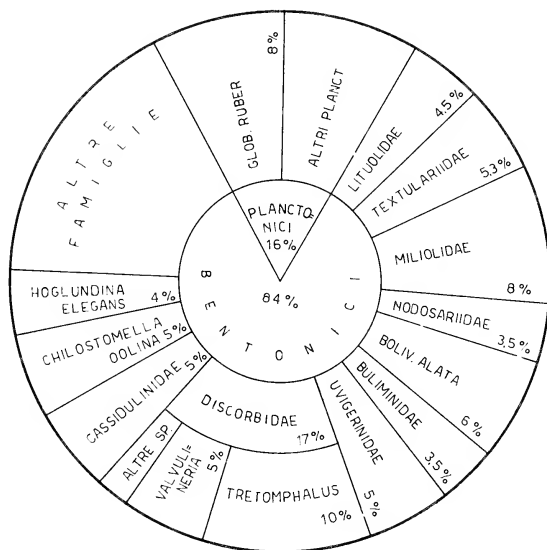 GLOB. RUBER 8%
ALTRI PLANCT
LITUOLIDAE 4.5%
TEXTULARIIDAE 5.3%
MILIOLIDAE
8%
NODOSARIIDAE
3,5%
BOLIV. ALATA
6%
BULIMINIDAE
3,5%
UVIGERINIDAE
5%
DISCORBIDAE
17%
TRETOMPHALUS
10%
VALVULI=
NERIA
5%
ALTRE SP.
CASSIDULINIDAE 5%
CHILOSTOMELLA
OOLINA 5%
HOGLUNDINA
ELEGANS 4%
ALTRE
FAMIGLIE
PLANCTO=
NICI
16%
84%
BENTONICI